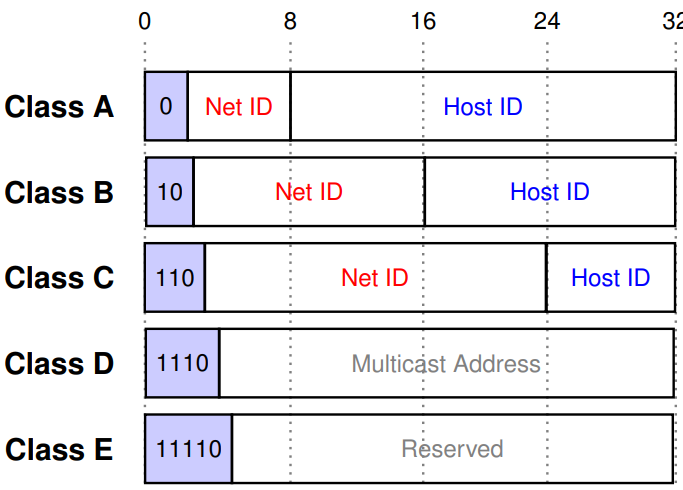 0 8 16 24 32
Class A 0 Net ID Host ID
Class B 10 Net ID Host ID
Class C 110 Net ID Host ID
Class D 1110 Multicast Address
Class E 11110 Reserved